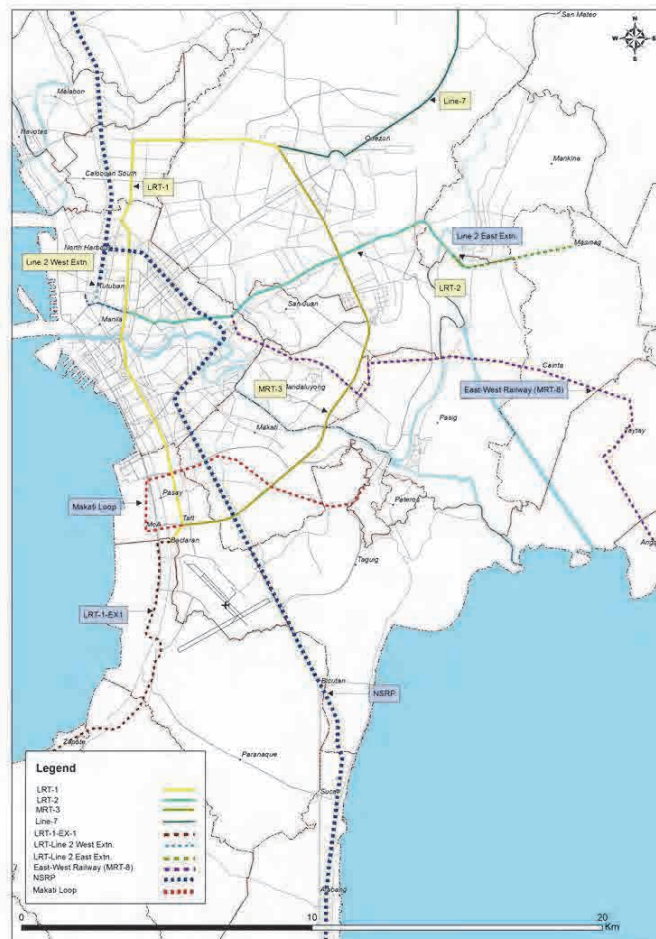 San Mateo
N
W E
S
Malabon
Line-7
Navotas
Quezon
Marikina
Caloocan South
LRT-1
North Harbor
Line 2 East Extn.
Masinag
Line 2 West Extn.
Tutuban
LRT-2
San Juan
Manila
Cainta
Mandaluyong
MRT-3
East-West Railway (MRT-8)
Pasig
Makati
Taytay
Pasay
Makati Loop
Pateros
MoA
Taft
Baclaran
Taguig
LRT-1-EX1
Bicutan
NSRP
Zapote
Paranaque
Legend
LRT-1
LRT-2
MRT-3
Line-7
LRT-1-EX-1
LRT-Line 2 West Extn.
LRT-Line 2 East Extn.
East-West Railway (MRT-8)
NSRP
Makati Loop
Sucat
Alabang
0 10 20
Km